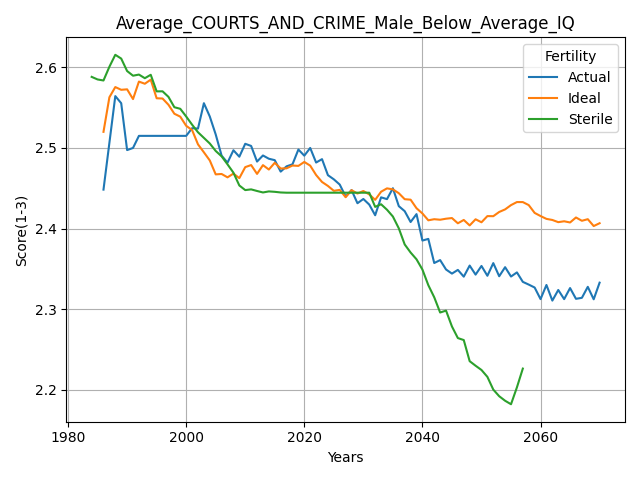 Average_COURTS_AND_CRIME_Male_Below_Average_IQ
Fertility
Actual
Ideal
Sterile
Score(1-3)
2.6
2.5
2.4
2.3
2.2
1980
2000
2020
2040
2060
Years